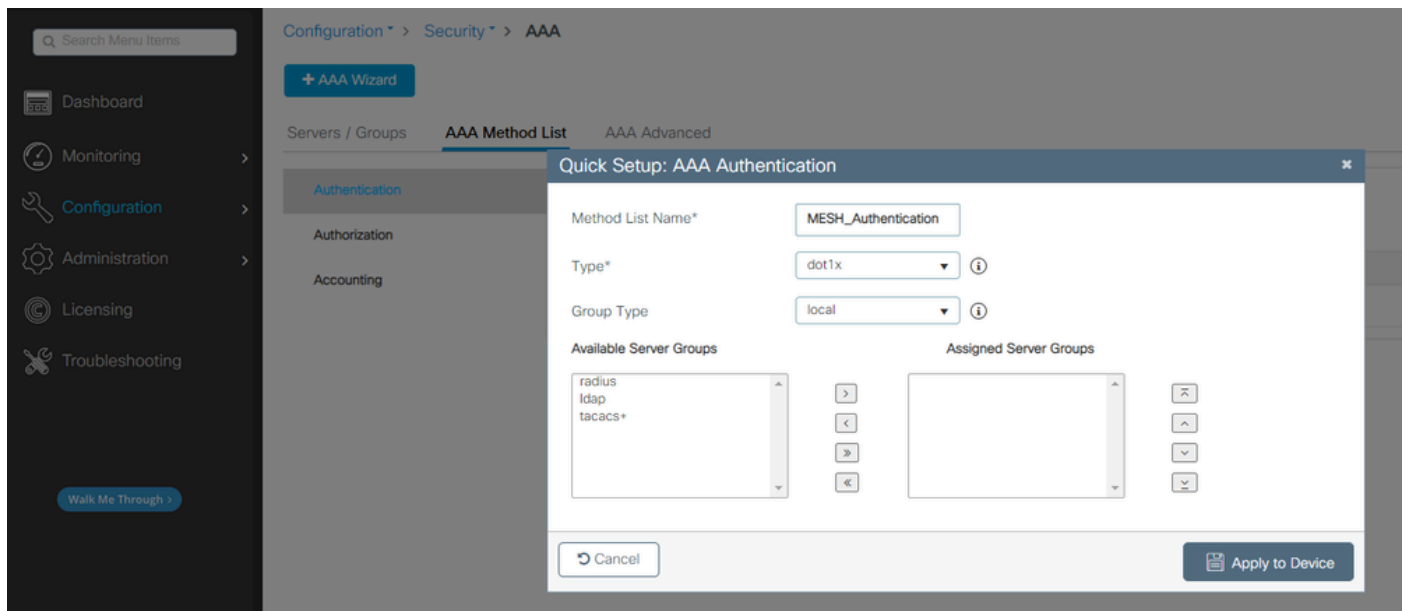 Search Menu Items
Dashboard
Monitoring
Configuration
Administration
Licensing
Troubleshooting
Walk Me Through >
Configuration > Security > AAA
+ AAA Wizard
Servers / Groups AAA Method List AAA Advanced
Authentication
Authorization
Accounting
Quick Setup: AAA Authentication
Method List Name* MESH_Authentication
Type* dot1x
Group Type local
Available Server Groups Assigned Server Groups
radius
ldap
tacacs+
Cancel Apply to Device